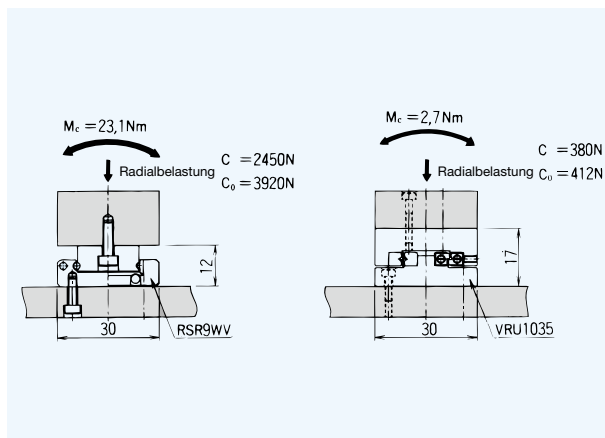 Mc = 23,1Nm
C = 2450N
Radialbelastung
C₀ = 3920N
12
30
RSR9WV
Mc = 2,7Nm
C = 380N
Radialbelastung
C₀ = 412N
17
30
VRU1035